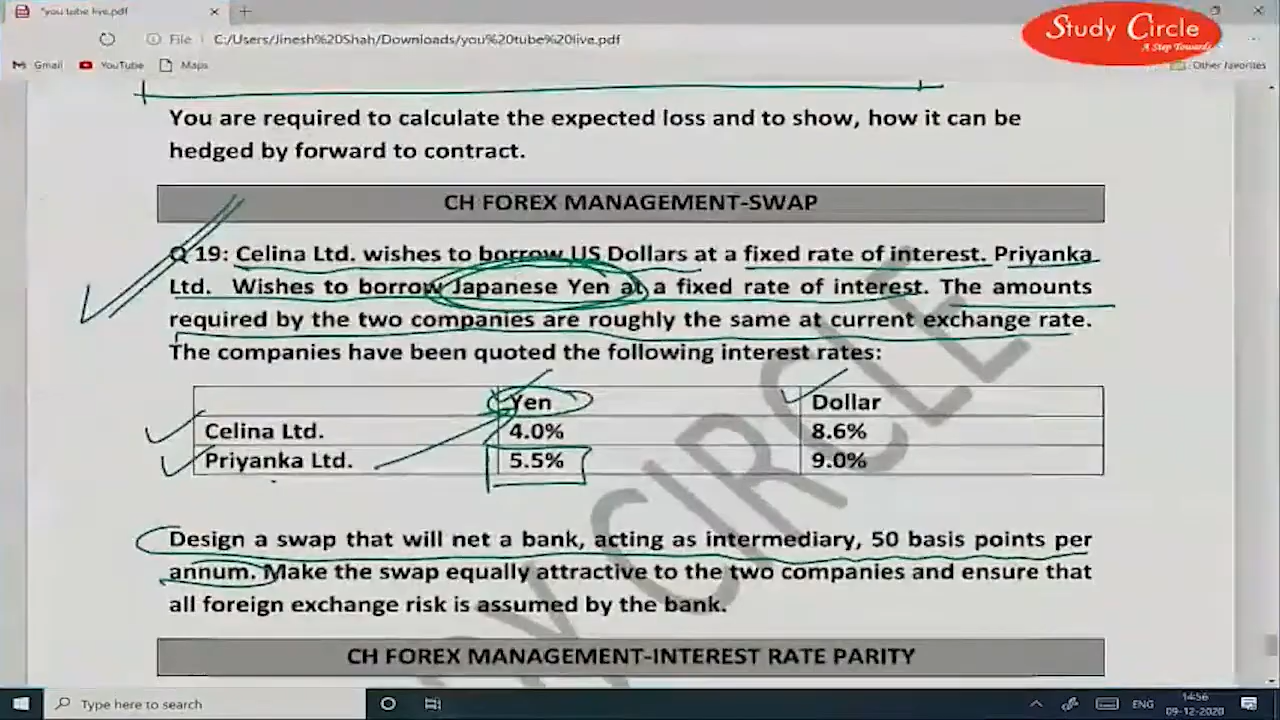 *you tube live.pdf
File C:/Users/Jinesh%20Shah/Downloads/you%20tube%20live.pdf
Study Circle
A Step Towards
Gmail YouTube Maps Other favorites
You are required to calculate the expected loss and to show, how it can be
hedged by forward to contract.
CH FOREX MANAGEMENT-SWAP
Q 19: Celina Ltd. wishes to borrow US Dollars at a fixed rate of interest. Priyanka
Ltd. Wishes to borrow Japanese Yen at a fixed rate of interest. The amounts
required by the two companies are roughly the same at current exchange rate.
The companies have been quoted the following interest rates:
Yen Dollar
Celina Ltd. 4.0% 8.6%
Priyanka Ltd. 5.5% 9.0%
Design a swap that will net a bank, acting as intermediary, 50 basis points per
annum. Make the swap equally attractive to the two companies and ensure that
all foreign exchange risk is assumed by the bank.
CH FOREX MANAGEMENT-INTEREST RATE PARITY
Type here to search
ENG
14:56
09-12-2020